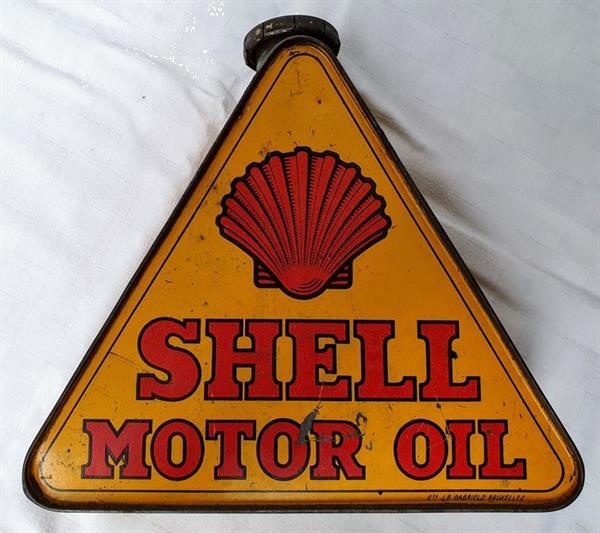 SHELL
MOTOR OIL
Ets J.B. GABRIELS BRUXELLES